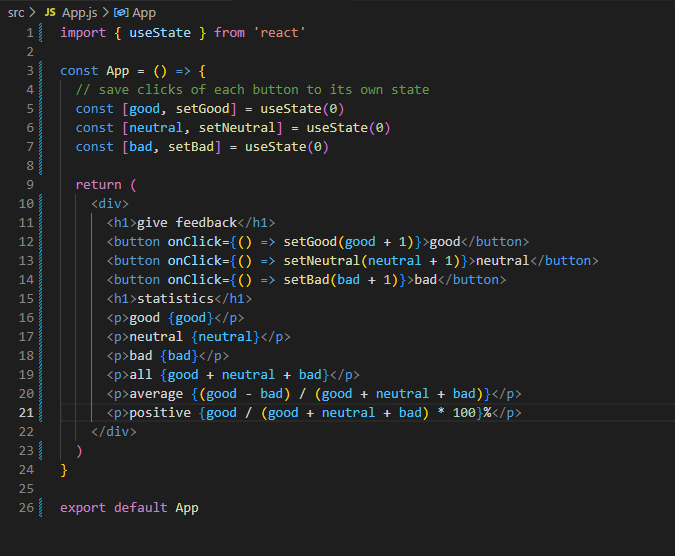 src > JS App.js > App
1 import { useState } from 'react'
2
3 const App = () => {
4   // save clicks of each button to its own state
5   const [good, setGood] = useState(0)
6   const [neutral, setNeutral] = useState(0)
7   const [bad, setBad] = useState(0)
8
9   return (
10     <div>
11       <h1>give feedback</h1>
12       <button onClick={() => setGood(good + 1)}>good</button>
13       <button onClick={() => setNeutral(neutral + 1)}>neutral</button>
14       <button onClick={() => setBad(bad + 1)}>bad</button>
15       <h1>statistics</h1>
16       <p>good {good}</p>
17       <p>neutral {neutral}</p>
18       <p>bad {bad}</p>
19       <p>all {good + neutral + bad}</p>
20       <p>average {(good - bad) / (good + neutral + bad)}</p>
21       <p>positive {good / (good + neutral + bad) * 100}%</p>
22     </div>
23   )
24 }
25
26 export default App